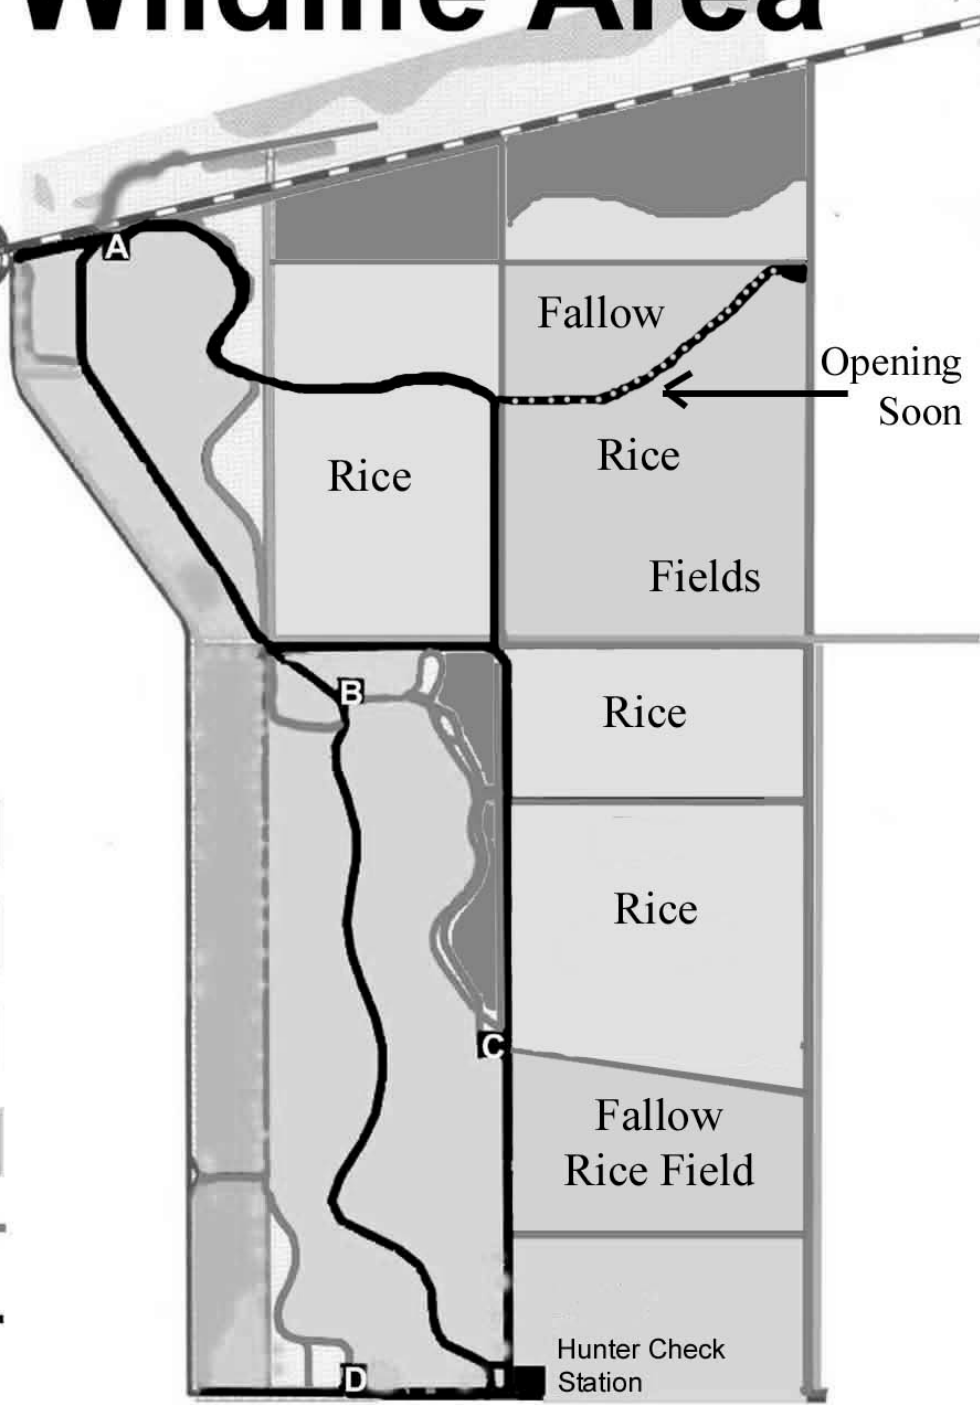 Wildlife Area
A
Fallow
Opening
Soon
Rice
Rice
Fields
B
Rice
Rice
C
Fallow
Rice Field
Hunter Check
Station
D